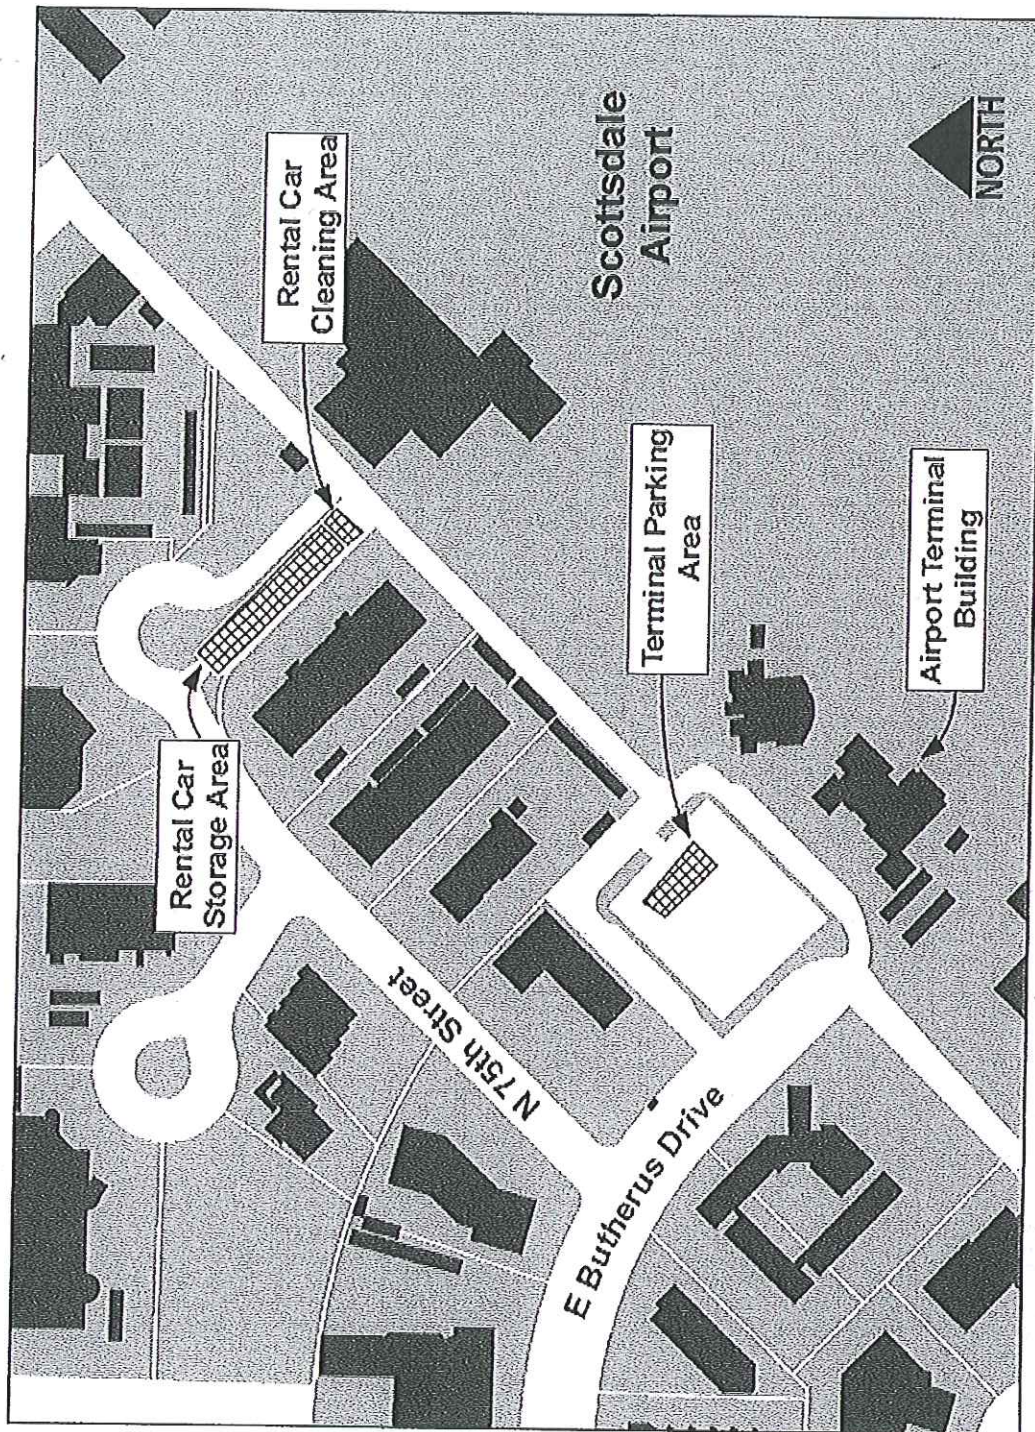 Rental Car
Storage Area
Rental Car
Cleaning Area
N 75th Street
E Butherus Drive
Terminal Parking
Area
Scottsdale
Airport
Airport Terminal
Building
NORTH